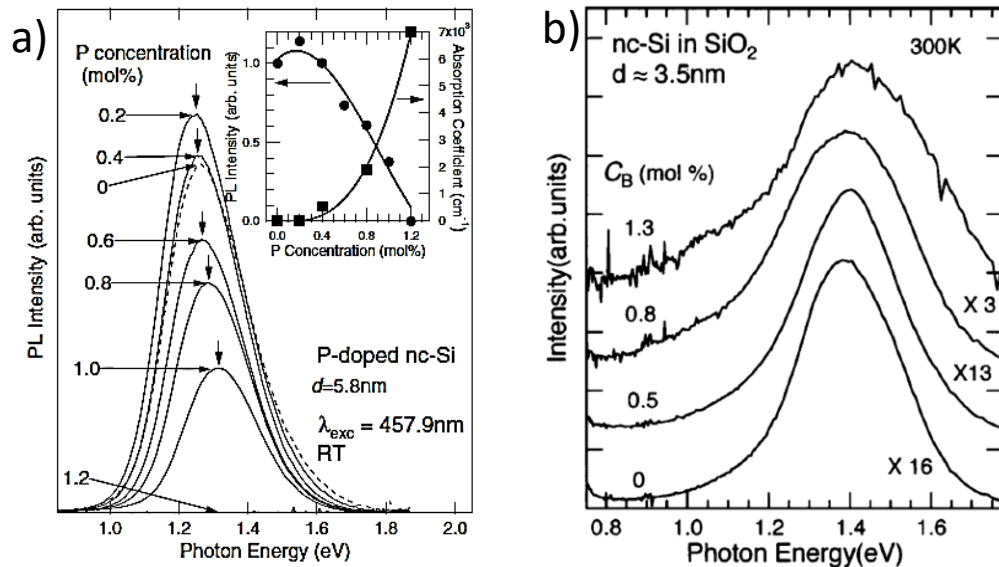 a)
P concentration
(mol%)
0.2
0.4
0
0.6
0.8
1.0
1.2
PL Intensity (arb. units)
1.0
1.2
1.4
1.6
1.8
2.0
Photon Energy (eV)
P-doped nc-Si
d=5.8nm
λexc = 457.9nm
RT
PL Intensity (arb. units)
1.0
0.5
0.0
0.0
0.4
0.8
1.2
P Concentration (mol%)
7x10³
6
5
4
3
2
1
0
Absorption Coefficient (cm⁻¹)
b)
nc-Si in SiO₂
d ≈ 3.5nm
300K
CB (mol %)
1.3
0.8
0.5
0
X 3
X13
X 16
Intensity(arb.units)
0.8
1.0
1.2
1.4
1.6
Photon Energy(eV)